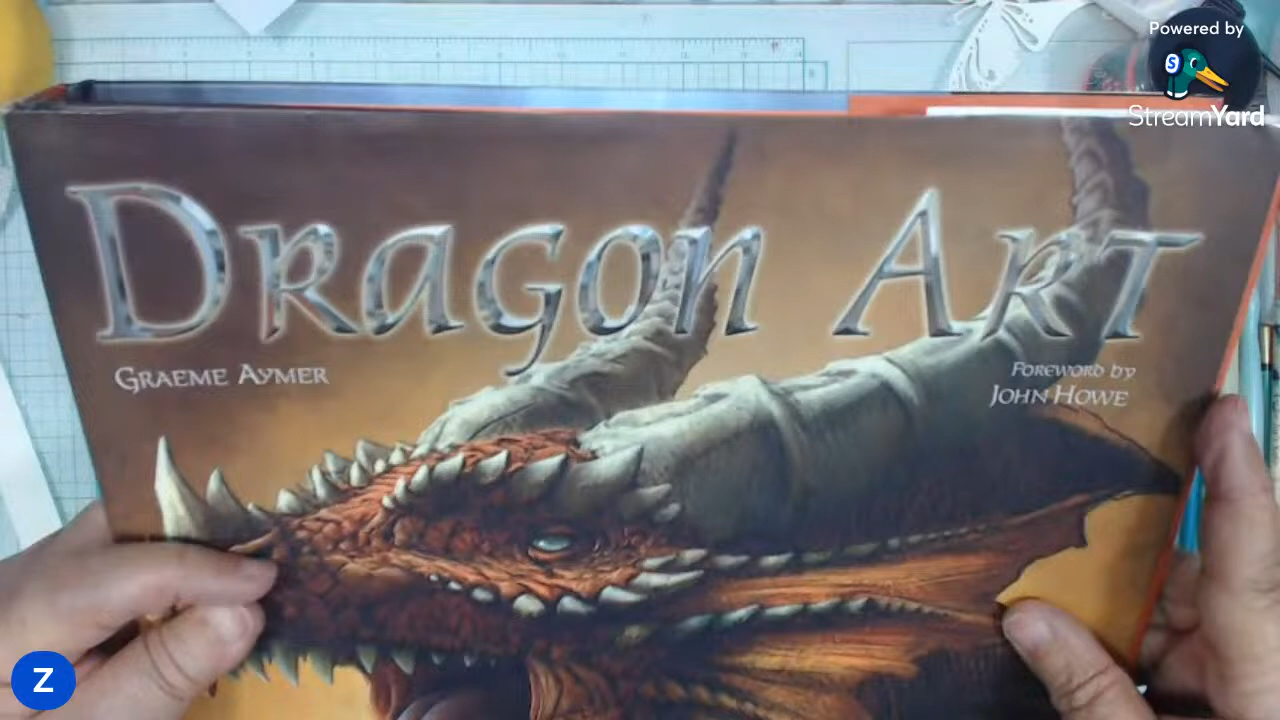 Powered by
S
StreamYard
Dragon Art
Graeme Aymer
Foreword by
John Howe
Z